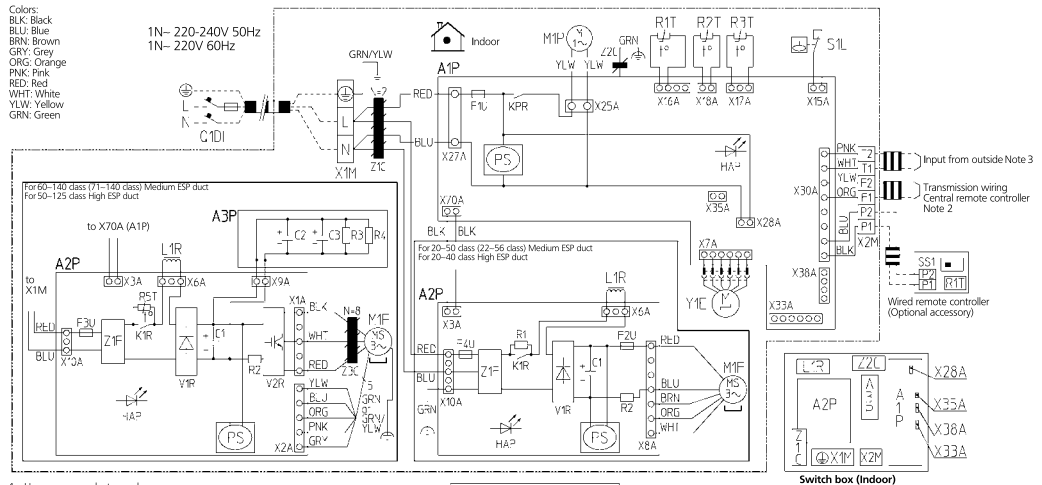 Colors:
BLK: Black
BLU: Blue
BRN: Brown
GRY: Grey
ORG: Orange
PNK: Pink
RED: Red
WHT: White
YLW: Yellow
GRN: Green
1N~ 220-240V 50Hz
1N~ 220V 60Hz
Indoor
GRN/YLW
L
N
Q1DI
N=2
L
N
X1M
Z1C
RED
BLU
A1P
X27A
F1U
KPR
PS
M1P
M
1~
YLW
YLW
X25A
Z2C
GRN
R1T
R2T
R3T
X16A
X18A
X17A
S1L
X15A
HAP
X35A
X28A
X70A
BLK
BLK
X7A
Y1E
M
X30A
X38A
X33A
PNK
WHT
YLW
ORG
BLU
BLK
T2
T1
F2
F1
P2
P1
X2M
Input from outside Note 3
Transmission wiring
Central remote controller
Note 2
SS1
P2
P1
R1T
Wired remote controller
(Optional accessory)
For 60–140 class (71–140 class) Medium ESP duct
For 50–125 class High ESP duct
to X70A (A1P)
A3P
C2
C3
R3
R4
L1R
A2P
to
X1M
X3A
X6A
X9A
RED
BLU
F3U
X10A
Z1F
R5T
K1R
V1R
C1
R2
V2R
X1A
BLK
WHT
RED
N=8
Z3C
M1F
MS
3~
YLW
BLU
ORG
PNK
GRY
X2A
GRN/
YLW
HAP
PS
For 20–50 class (22–56 class) Medium ESP duct
For 20–40 class High ESP duct
A2P
X3A
L1R
X6A
RED
BLU
GRN
F4U
X10A
Z1F
R1
K1R
V1R
C1
F2U
R2
RED
BLU
BRN
ORG
WHT
X8A
M1F
MS
3~
HAP
PS
L1R
Z2C
A2P
A3P
A1P
Z1C
X1M
X2M
X28A
X35A
X38A
X33A
Switch box (Indoor)